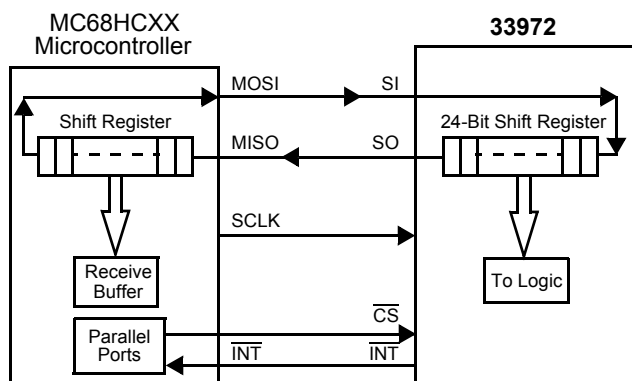 MC68HCXX
Microcontroller
33972
MOSI SI
Shift Register
24-Bit Shift Register
MISO SO
SCLK
Receive
Buffer
To Logic
CS
Parallel
Ports
INT INT